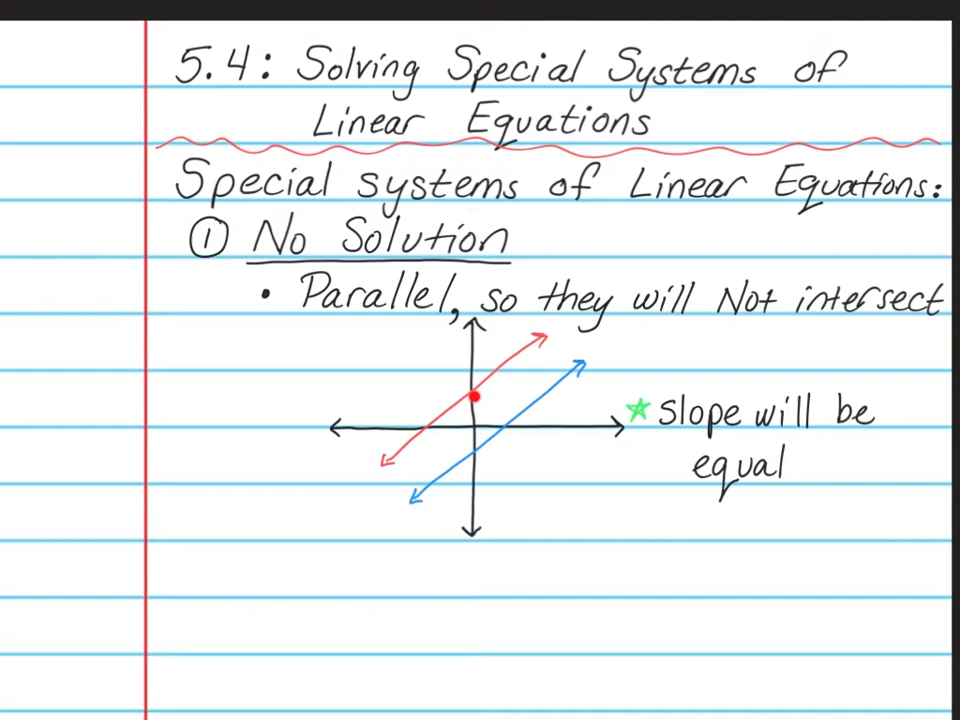 5.4: Solving Special Systems of
Linear Equations
Special systems of Linear Equations:
① No Solution
• Parallel, so they will Not intersect
☆ slope will be
equal